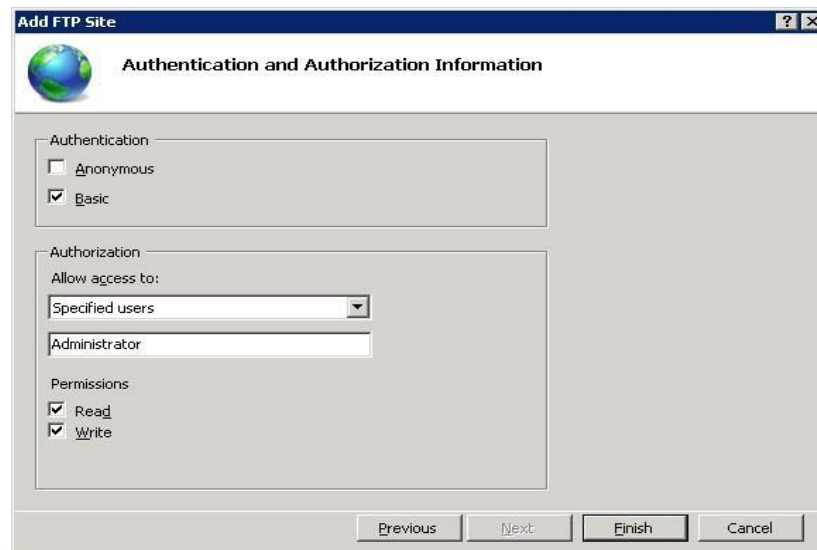 Add FTP Site
Authentication and Authorization Information
Authentication
Anonymous
Basic
Authorization
Allow access to:
Specified users
Administrator
Permissions
Read
Write
Previous Next Finish Cancel